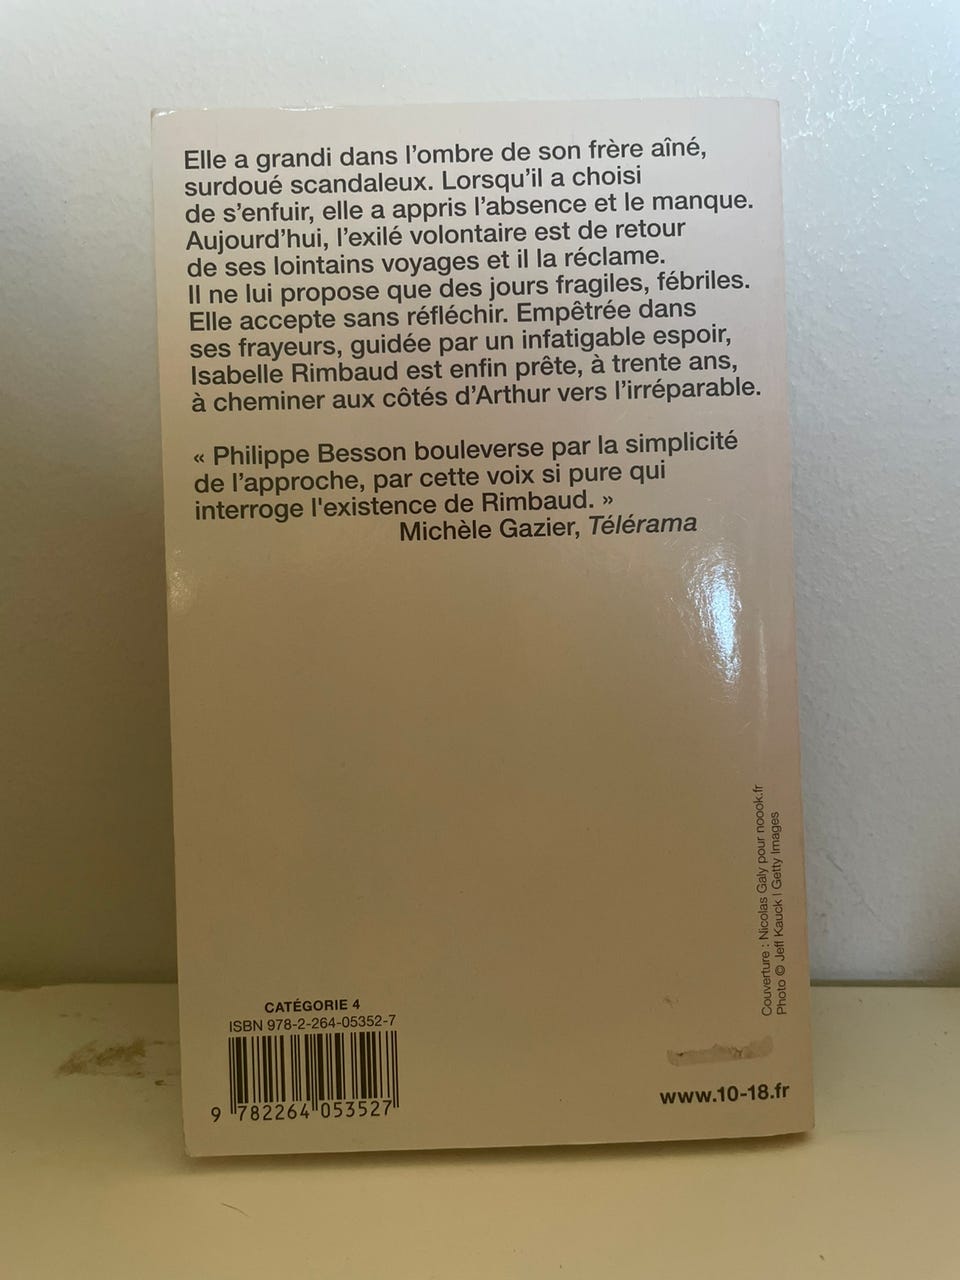 Elle a grandi dans l'ombre de son frère aîné,
surdoué scandaleux. Lorsqu'il a choisi
de s'enfuir, elle a appris l'absence et le manque.
Aujourd'hui, l'exilé volontaire est de retour
de ses lointains voyages et il la réclame.
Il ne lui propose que des jours fragiles, fébriles.
Elle accepte sans réfléchir. Empêtrée dans
ses frayeurs, guidée par un infatigable espoir,
Isabelle Rimbaud est enfin prête, à trente ans,
à cheminer aux côtés d'Arthur vers l'irréparable.
« Philippe Besson bouleverse par la simplicité
de l'approche, par cette voix si pure qui
interroge l'existence de Rimbaud. »
Michèle Gazier, Télérama
Couverture : Nicolas Galy pour noook.fr
Photo © Jeff Kauck | Getty Images
CATÉGORIE 4
ISBN 978-2-264-05352-7
9 782264 053527
www.10-18.fr